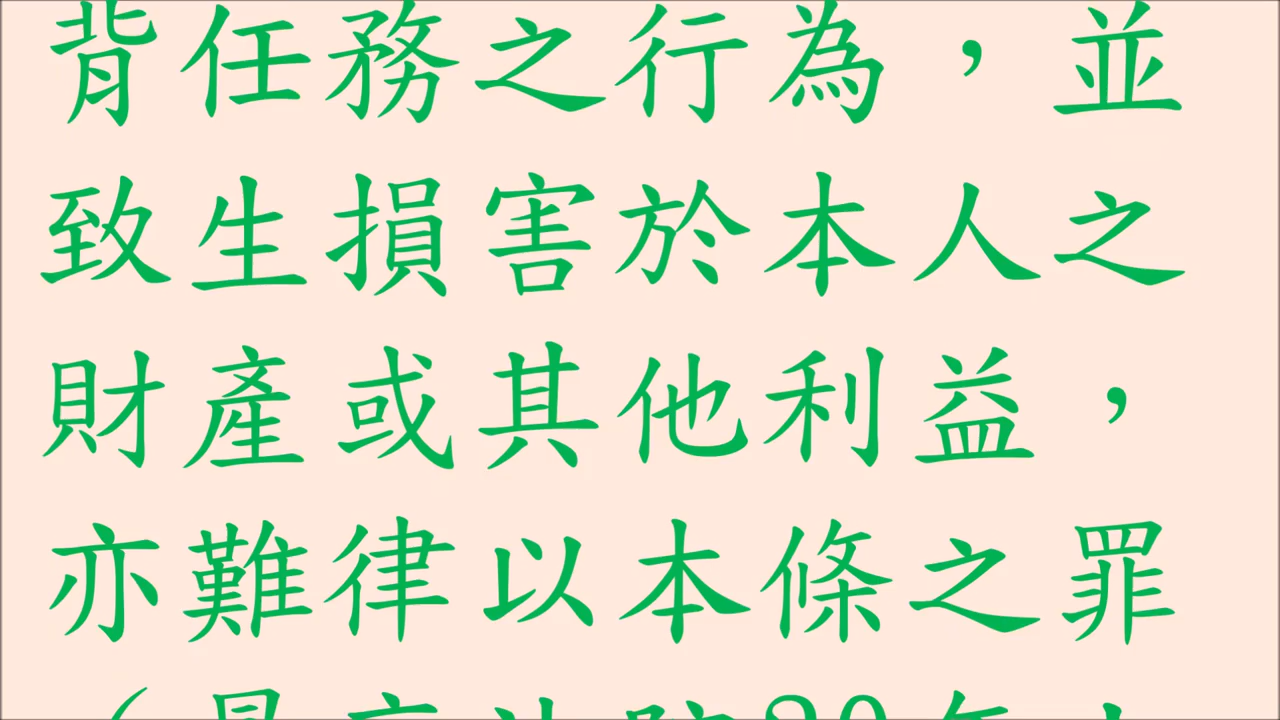 背任務之行為，並
致生損害於本人之
財產或其他利益，
亦難律以本條之罪